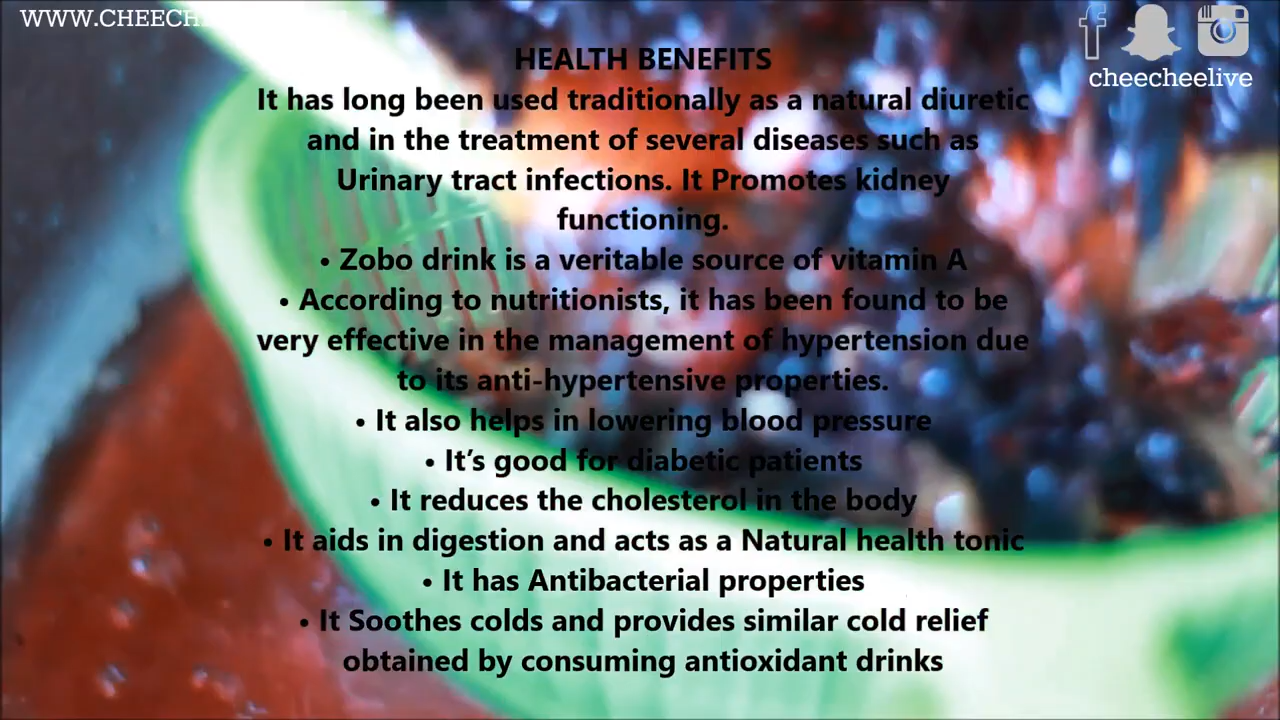 WWW.CHEECHE
cheecheelive
HEALTH BENEFITS
It has long been used traditionally as a natural diuretic
and in the treatment of several diseases such as
Urinary tract infections. It Promotes kidney
functioning.
• Zobo drink is a veritable source of vitamin A
• According to nutritionists, it has been found to be
very effective in the management of hypertension due
to its anti-hypertensive properties.
• It also helps in lowering blood pressure
• It’s good for diabetic patients
• It reduces the cholesterol in the body
• It aids in digestion and acts as a Natural health tonic
• It has Antibacterial properties
• It Soothes colds and provides similar cold relief
obtained by consuming antioxidant drinks